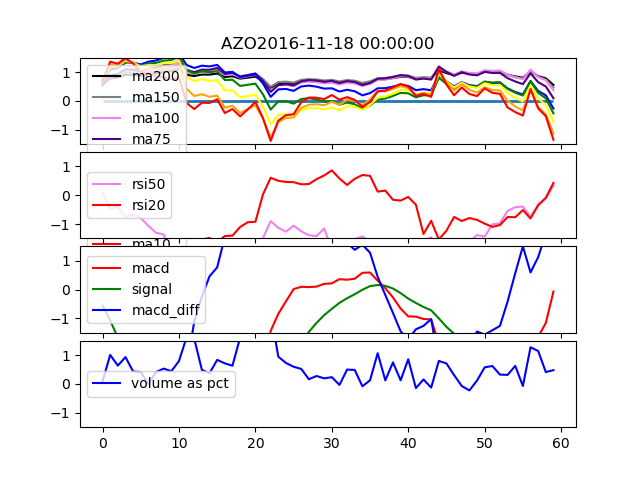 AZO2016-11-18 00:00:00
1
0
−1
ma200
ma150
ma100
ma75
1
0
−1
rsi50
rsi20
ma10
1
0
−1
macd
signal
macd_diff
1
0
−1
volume as pct
0 10 20 30 40 50 60